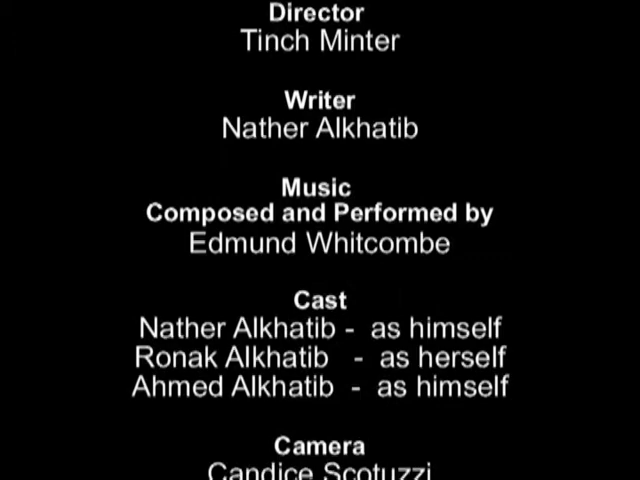 Director
Tinch Minter
Writer
Nather Alkhatib
Music
Composed and Performed by
Edmund Whitcombe
Cast
Nather Alkhatib - as himself
Ronak Alkhatib - as herself
Ahmed Alkhatib - as himself
Camera
Candice Scotuzzi